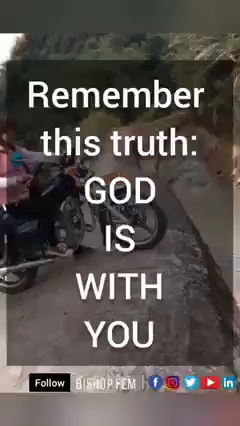 Remember
this truth:
GOD
IS
WITH
YOU
Follow BISHOP FEM